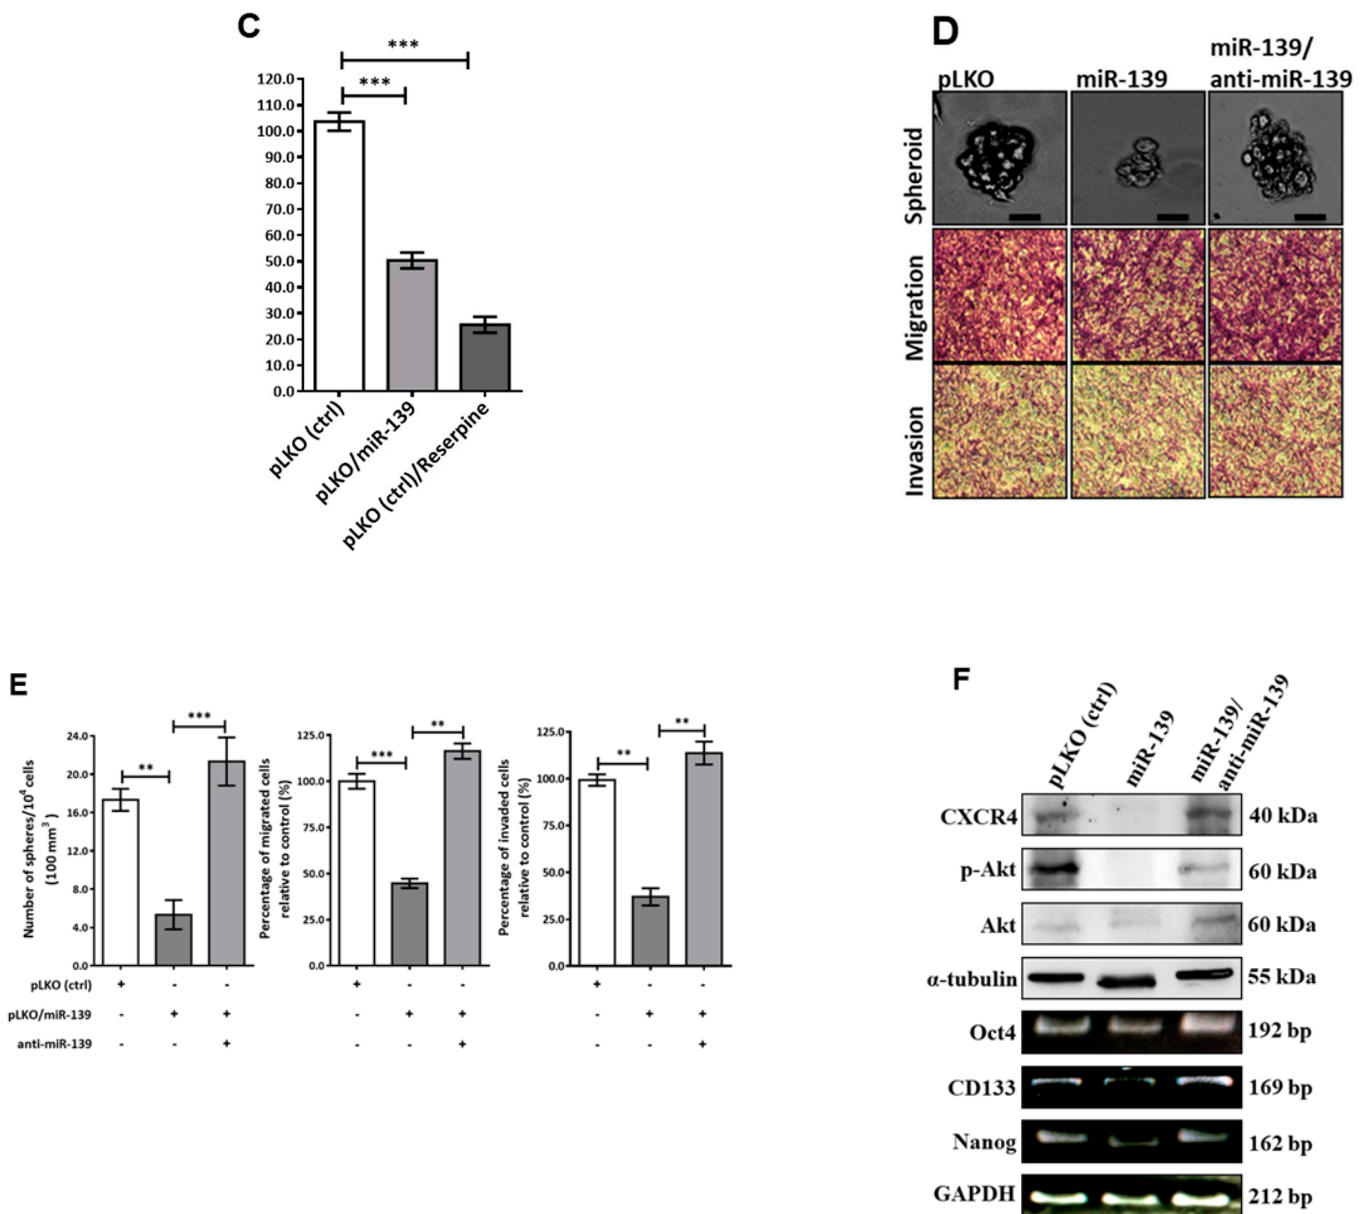 C
***
***
120.0
110.0
100.0
90.0
80.0
70.0
60.0
50.0
40.0
30.0
20.0
10.0
0.0
pLKO (ctrl)
pLKO/miR-139
pLKO (ctrl)/Reserpine
D
pLKO
miR-139
miR-139/
anti-miR-139
Spheroid
Migration
Invasion
E
Number of spheres/10⁴ cells
(100 mm³ )
24.0
20.0
16.0
12.0
8.0
4.0
0.0
**
***
Percentage of migrated cells
relative to control (%)
125.0
100.0
75.0
50.0
25.0
0.0
***
**
Percentage of invaded cells
relative to control (%)
125.0
100.0
75.0
50.0
25.0
0.0
**
**
pLKO (ctrl) + - - + - - + - -
pLKO/miR-139 - + + - + + - + +
anti-miR-139 - - + - - + - - +
F
pLKO (ctrl)
miR-139
miR-139/
anti-miR-139
CXCR4 40 kDa
p-Akt 60 kDa
Akt 60 kDa
α-tubulin 55 kDa
Oct4 192 bp
CD133 169 bp
Nanog 162 bp
GAPDH 212 bp